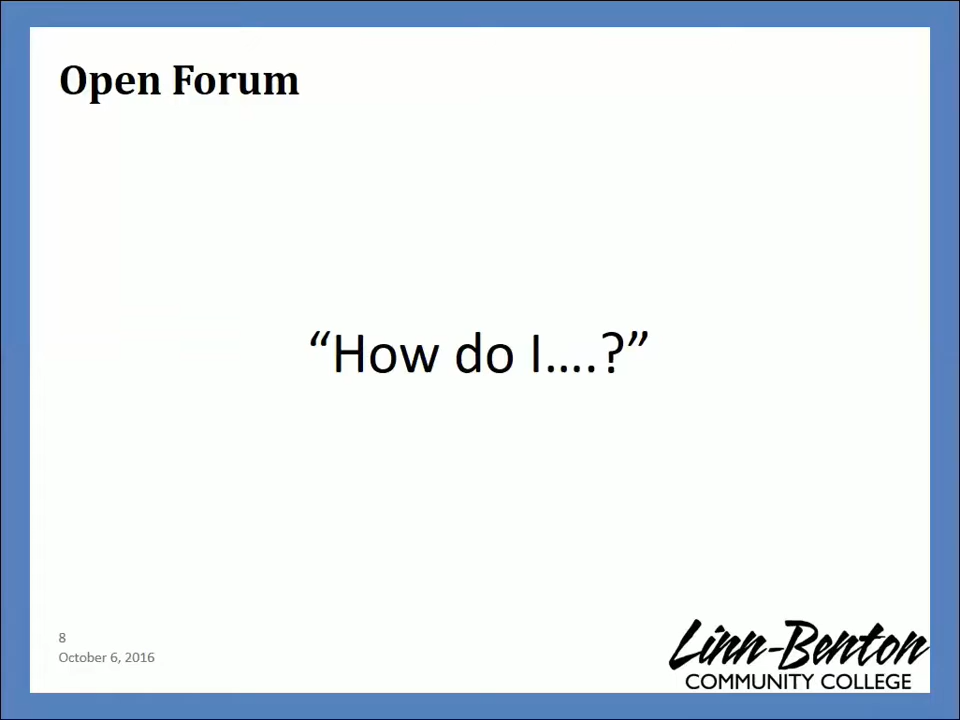 Open Forum
“How do I....?”
8
October 6, 2016
Linn-Benton
COMMUNITY COLLEGE